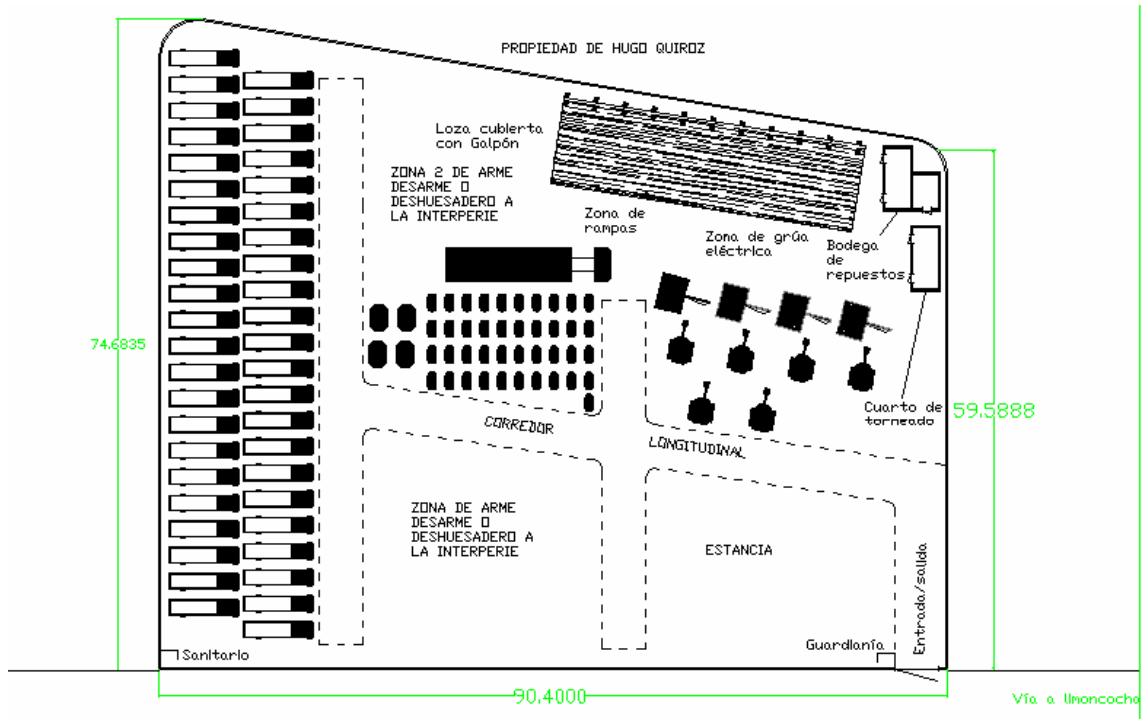 PROPIEDAD DE HUGO QUIROZ
Loza cubierta
con Galpón
ZONA 2 DE ARME
DESARME O
DESHUESADERO A
LA INTERPERIE
Zona de
rampas
Zona de grúa
eléctrica
Bodega
de
repuestos
74.6835
59.5888
Cuarto de
torneado
CORREDOR
LONGITUDINAL
ZONA DE ARME
DESARME O
DESHUESADERO A
LA INTERPERIE
ESTANCIA
Entrada/salida
Guardianía
Sanitario
90.4000
Vía a limoncocha